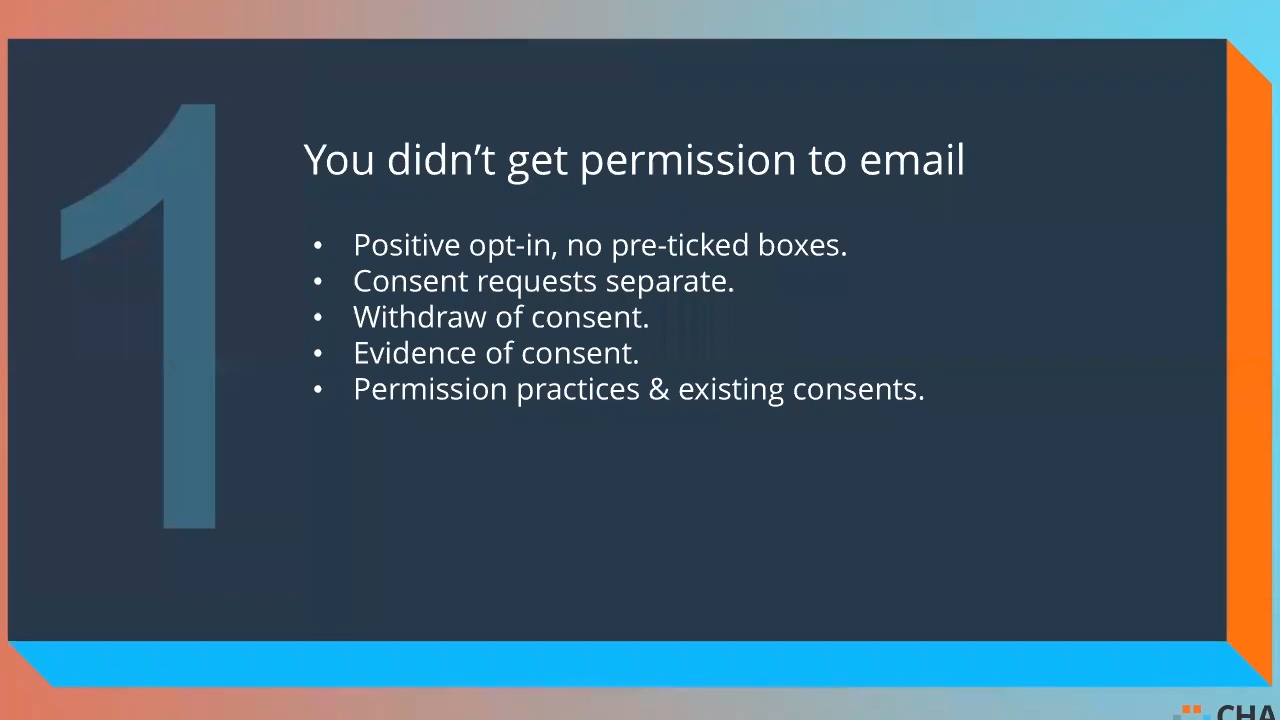 1
You didn’t get permission to email
• Positive opt-in, no pre-ticked boxes.
• Consent requests separate.
• Withdraw of consent.
• Evidence of consent.
• Permission practices & existing consents.
CHA